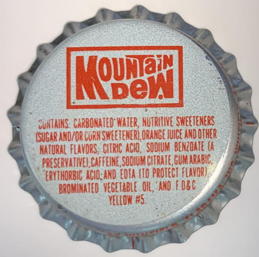 MOUNTAIN
DEW
CONTAINS: CARBONATED WATER, NUTRITIVE SWEETENERS
(SUGAR AND/OR CORN SWEETENER), ORANGE JUICE AND OTHER
NATURAL FLAVORS, CITRIC ACID, SODIUM BENZOATE (A
PRESERVATIVE), CAFFEINE, SODIUM CITRATE, GUM ARABIC,
ERYTHORBIC ACID, AND EDTA (TO PROTECT FLAVOR),
BROMINATED VEGETABLE OIL, AND F D & C
YELLOW #5.